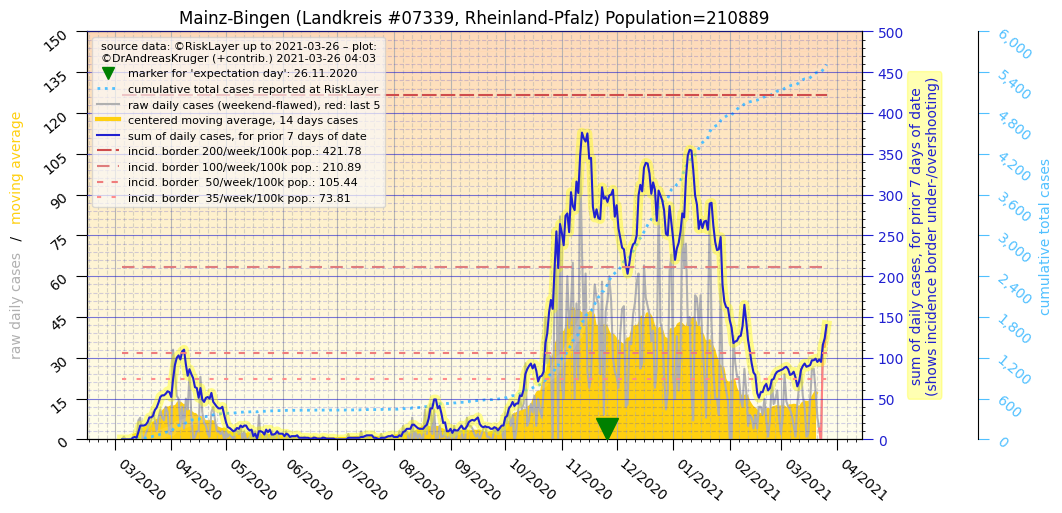 Mainz-Bingen (Landkreis #07339, Rheinland-Pfalz) Population=210889
source data: ©RiskLayer up to 2021-03-26 – plot:
©DrAndreasKruger (+contrib.) 2021-03-26 04:03
marker for 'expectation day': 26.11.2020
cumulative total cases reported at RiskLayer
raw daily cases (weekend-flawed), red: last 5
centered moving average, 14 days cases
sum of daily cases, for prior 7 days of date
incid. border 200/week/100k pop.: 421.78
incid. border 100/week/100k pop.: 210.89
incid. border  50/week/100k pop.: 105.44
incid. border  35/week/100k pop.: 73.81
raw daily cases  /   moving average
150
135
120
105
90
75
60
45
30
15
0
03/2020
04/2020
05/2020
06/2020
07/2020
08/2020
09/2020
10/2020
11/2020
12/2020
01/2021
02/2021
03/2021
04/2021
500
450
400
350
300
250
200
150
100
50
0
sum of daily cases, for prior 7 days of date
(shows incidence border under-/overshooting)
6,000
5,400
4,800
4,200
3,600
3,000
2,400
1,800
1,200
600
0
cumulative total cases